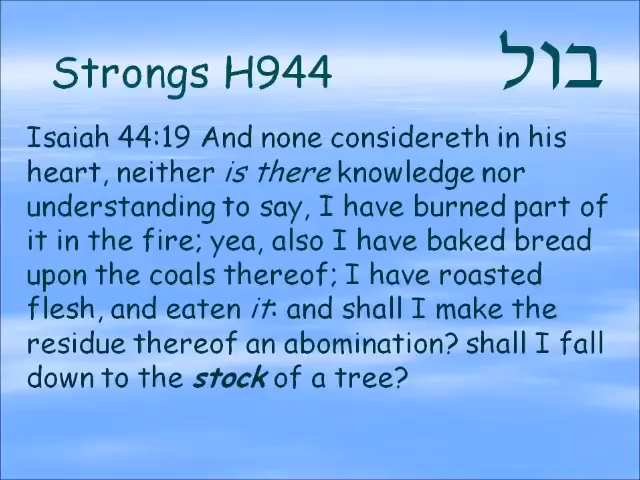 Strongs H944 בול
Isaiah 44:19 And none considereth in his
heart, neither is there knowledge nor
understanding to say, I have burned part of
it in the fire; yea, also I have baked bread
upon the coals thereof; I have roasted
flesh, and eaten it: and shall I make the
residue thereof an abomination? shall I fall
down to the stock of a tree?